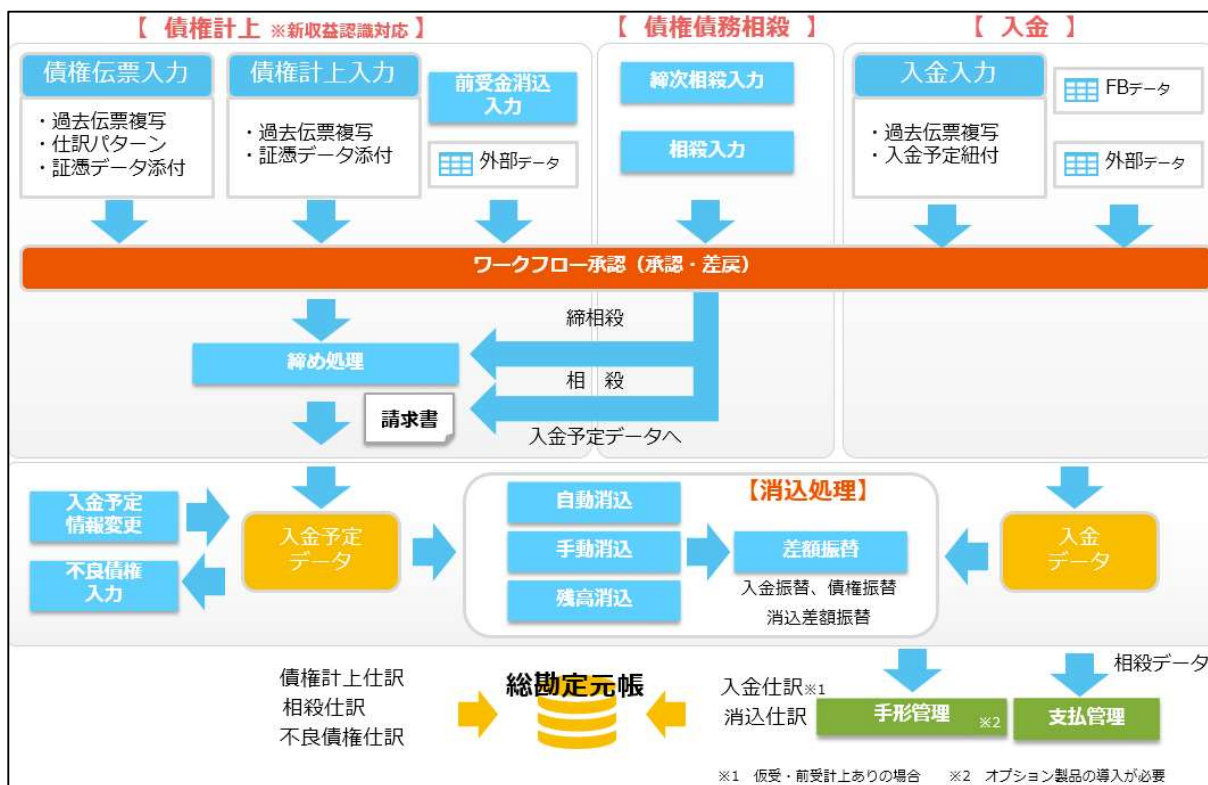 【 債権計上 ※新収益認識対応 】
債権伝票入力
・過去伝票複写
・仕訳パターン
・証憑データ添付
債権計上入力
・過去伝票複写
・証憑データ添付
前受金消込
入力
外部データ
【 債権債務相殺 】
締次相殺入力
相殺入力
【 入金 】
入金入力
・過去伝票複写
・入金予定紐付
FBデータ
外部データ
ワークフロー承認（承認・差戻）
締相殺
締め処理
相　殺
請求書
入金予定データへ
入金予定
情報変更
不良債権
入力
入金予定
データ
【消込処理】
自動消込
手動消込
残高消込
差額振替
入金振替、債権振替
消込差額振替
入金
データ
債権計上仕訳
相殺仕訳
不良債権仕訳
総勘定元帳
入金仕訳※1
消込仕訳
手形管理 ※2
相殺データ
支払管理
※1　仮受・前受計上ありの場合　　※2　オプション製品の導入が必要